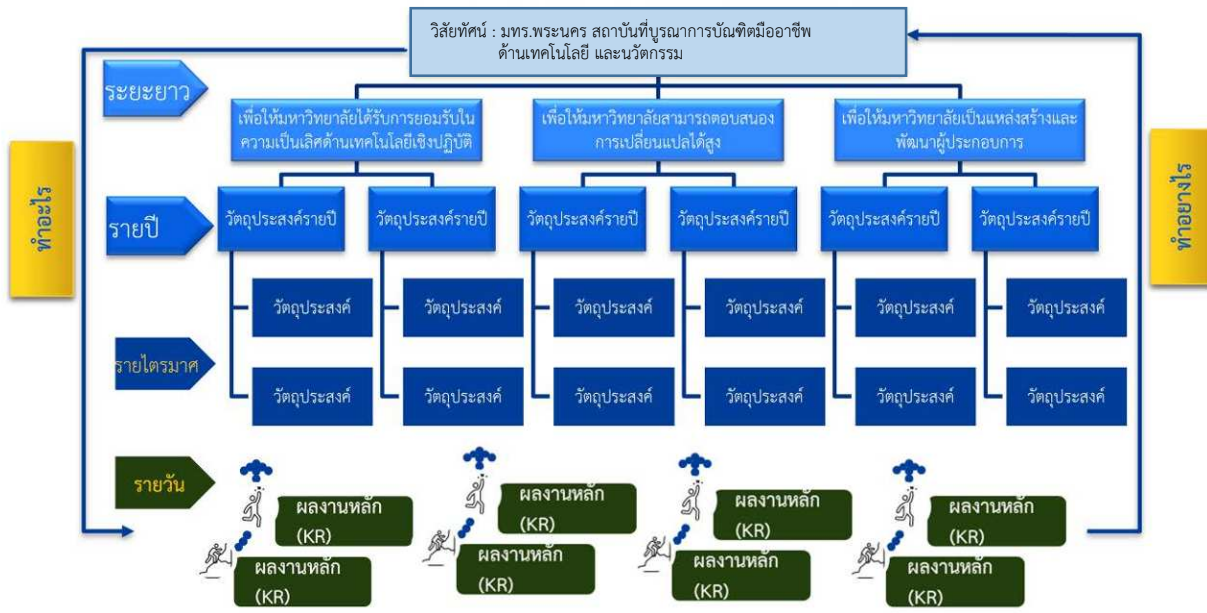 วิสัยทัศน์ : มทร.พระนคร สถาบันที่บูรณาการบัณฑิตมืออาชีพ
ด้านเทคโนโลยี และนวัตกรรม
ระยะยาว
เพื่อให้มหาวิทยาลัยได้รับการยอมรับใน
ความเป็นเลิศด้านเทคโนโลยีเชิงปฏิบัติ
เพื่อให้มหาวิทยาลัยสามารถตอบสนอง
การเปลี่ยนแปลได้สูง
เพื่อให้มหาวิทยาลัยเป็นแหล่งสร้างและ
พัฒนาผู้ประกอบการ
ทำอะไร
ทำอย่างไร
รายปี
วัตถุประสงค์รายปี
วัตถุประสงค์รายปี
วัตถุประสงค์รายปี
วัตถุประสงค์รายปี
วัตถุประสงค์รายปี
วัตถุประสงค์รายปี
รายไตรมาศ
วัตถุประสงค์
วัตถุประสงค์
วัตถุประสงค์
วัตถุประสงค์
วัตถุประสงค์
วัตถุประสงค์
วัตถุประสงค์
วัตถุประสงค์
วัตถุประสงค์
วัตถุประสงค์
วัตถุประสงค์
วัตถุประสงค์
รายวัน
ผลงานหลัก
(KR)
ผลงานหลัก
(KR)
ผลงานหลัก
(KR)
ผลงานหลัก
(KR)
ผลงานหลัก
(KR)
ผลงานหลัก
(KR)
ผลงานหลัก
(KR)
ผลงานหลัก
(KR)